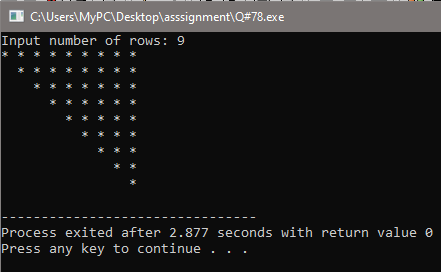 C:\Users\MyPC\Desktop\asssignment\Q#78.exe
Input number of rows: 9
* * * * * * * * *
  * * * * * * * *
    * * * * * * *
      * * * * * *
        * * * * *
          * * * *
            * * *
              * *
                *
--------------------------------
Process exited after 2.877 seconds with return value 0
Press any key to continue . . .